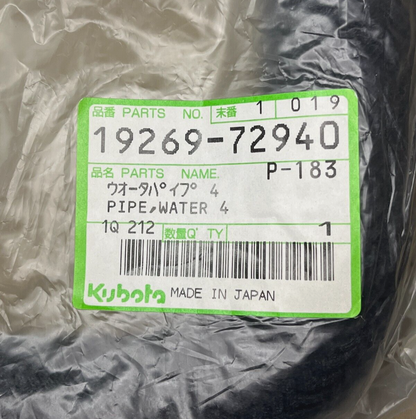 品番 PARTS NO. 末番 1 019
19269-72940
品名 PARTS NAME. P-183
ウオータパイプ 4
PIPE,WATER 4
1Q 212 数量Q'TY 1
Kubota MADE IN JAPAN